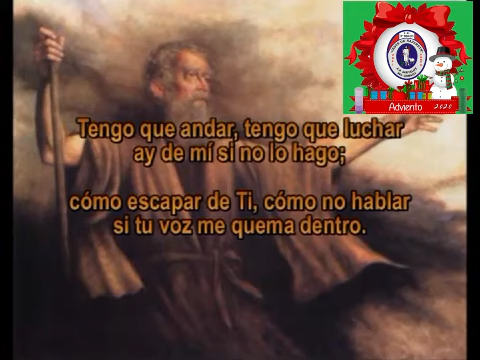 Tengo que andar, tengo que luchar
ay de mí si no lo hago;
cómo escapar de Ti, cómo no hablar
si tu voz me quema dentro.
Adviento 2020